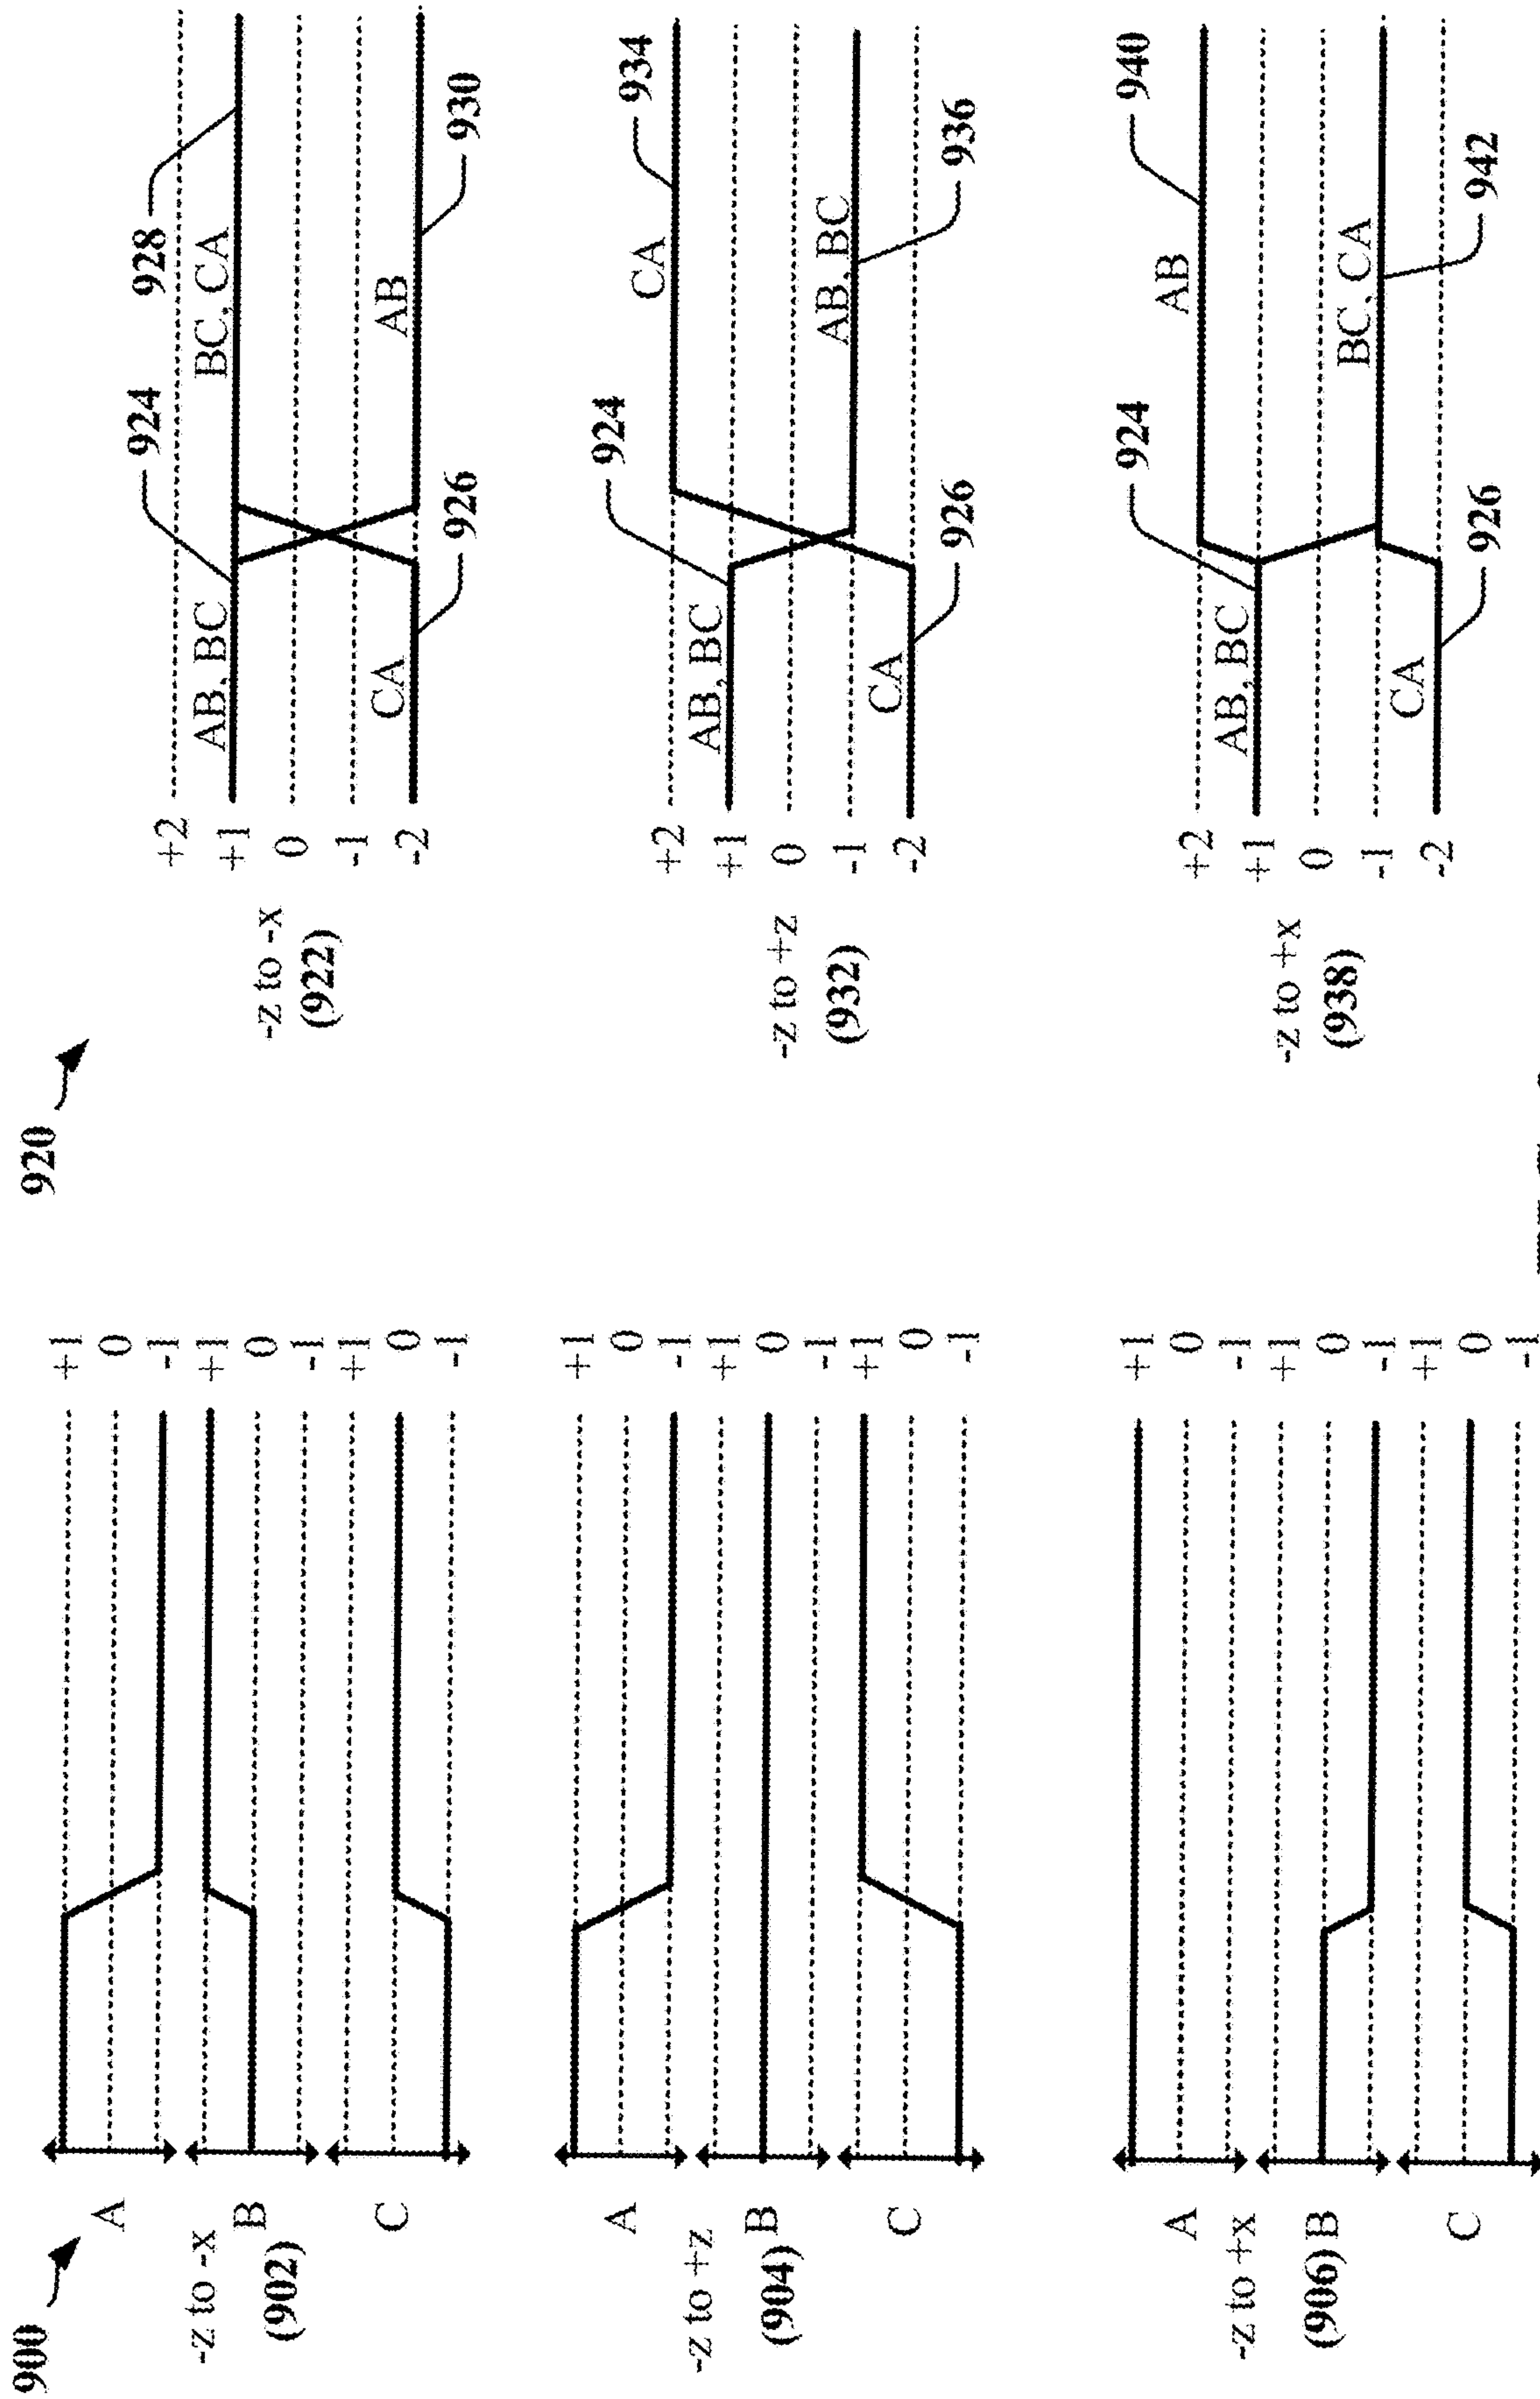 900
A
-z to -x
B
(902)
C
+1
0
-1
+1
0
-1
+1
0
-1
A
-z to +z
B
(904)
C
+1
0
-1
+1
0
-1
+1
0
-1
A
-z to +x
(906) B
C
+1
0
-1
+1
0
-1
+1
0
-1
920
-z to -x
(922)
+2
+1
0
-1
-2
924
928
AB, BC
BC, CA
CA
AB
926
930
-z to +z
(932)
+2
+1
0
-1
-2
924
934
AB, BC
CA
CA
AB, BC
926
936
-z to +x
(938)
+2
+1
0
-1
-2
924
940
AB, BC
AB
CA
BC, CA
926
942